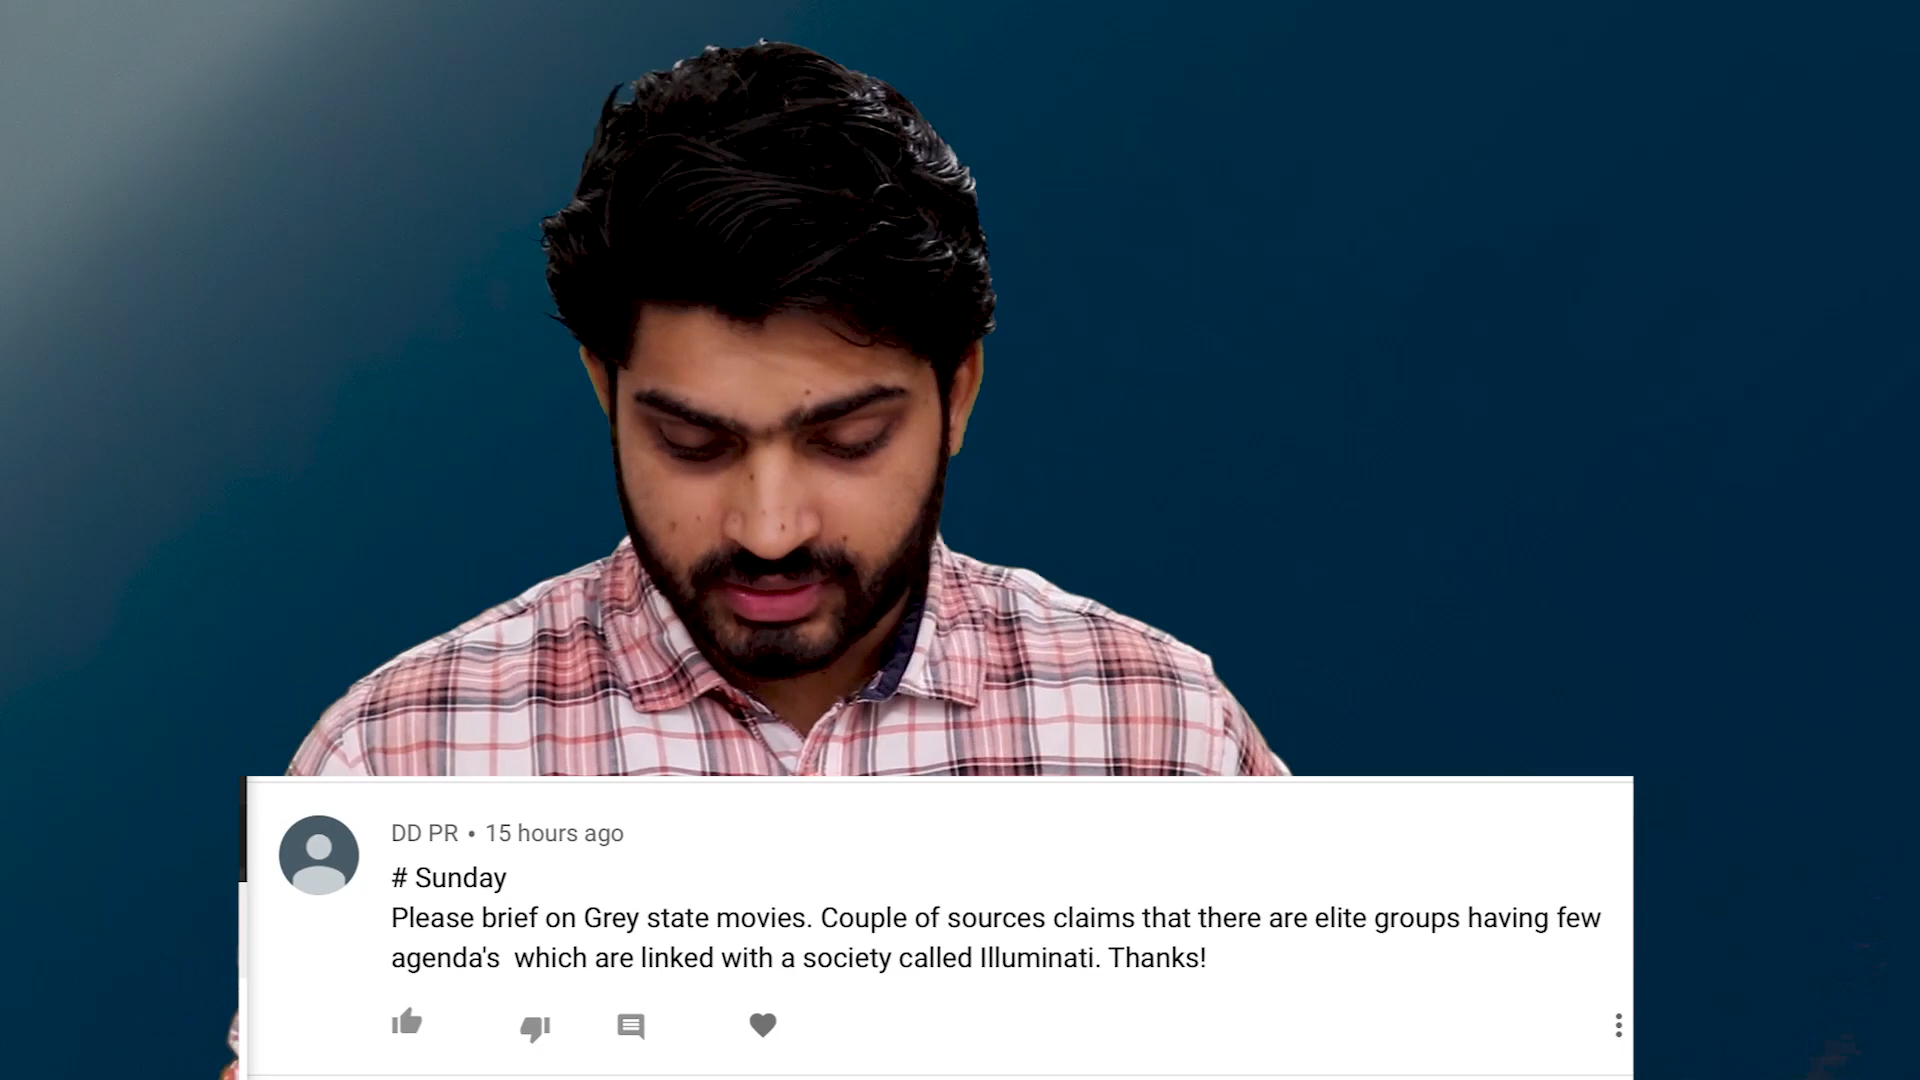 DD PR • 15 hours ago
# Sunday
Please brief on Grey state movies. Couple of sources claims that there are elite groups having few
agenda's  which are linked with a society called Illuminati. Thanks!